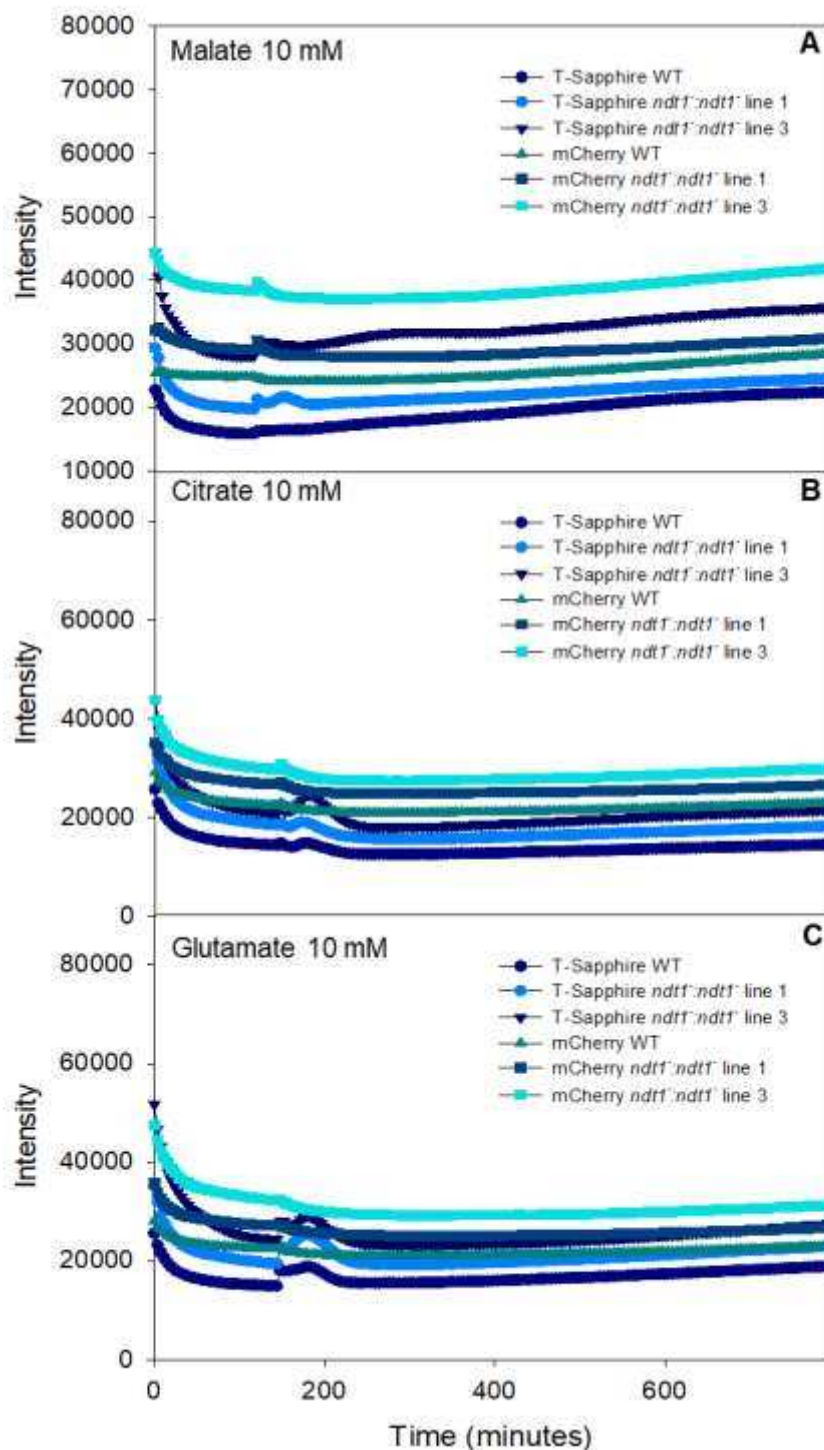 80000
Malate 10 mM
A
70000
T-Sapphire WT
T-Sapphire ndt1⁻:ndt1⁻ line 1
60000
T-Sapphire ndt1⁻:ndt1⁻ line 3
mCherry WT
50000
mCherry ndt1⁻:ndt1⁻ line 1
mCherry ndt1⁻:ndt1⁻ line 3
Intensity
40000
30000
20000
10000
Citrate 10 mM
B
80000
T-Sapphire WT
T-Sapphire ndt1⁻:ndt1⁻ line 1
T-Sapphire ndt1⁻:ndt1⁻ line 3
60000
mCherry WT
mCherry ndt1⁻:ndt1⁻ line 1
mCherry ndt1⁻:ndt1⁻ line 3
Intensity
40000
20000
0
Glutamate 10 mM
C
80000
T-Sapphire WT
T-Sapphire ndt1⁻:ndt1⁻ line 1
T-Sapphire ndt1⁻:ndt1⁻ line 3
60000
mCherry WT
mCherry ndt1⁻:ndt1⁻ line 1
mCherry ndt1⁻:ndt1⁻ line 3
Intensity
40000
20000
0
0 200 400 600
Time (minutes)